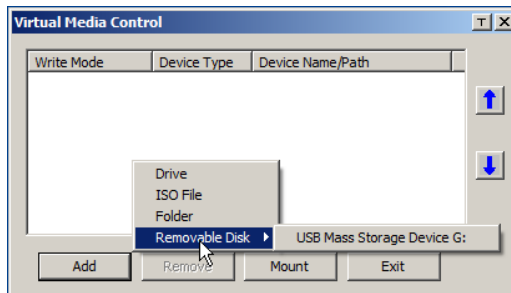 Virtual Media Control
Write Mode Device Type Device Name/Path
Drive
ISO File
Folder
Removable Disk USB Mass Storage Device G:
Add Remove Mount Exit